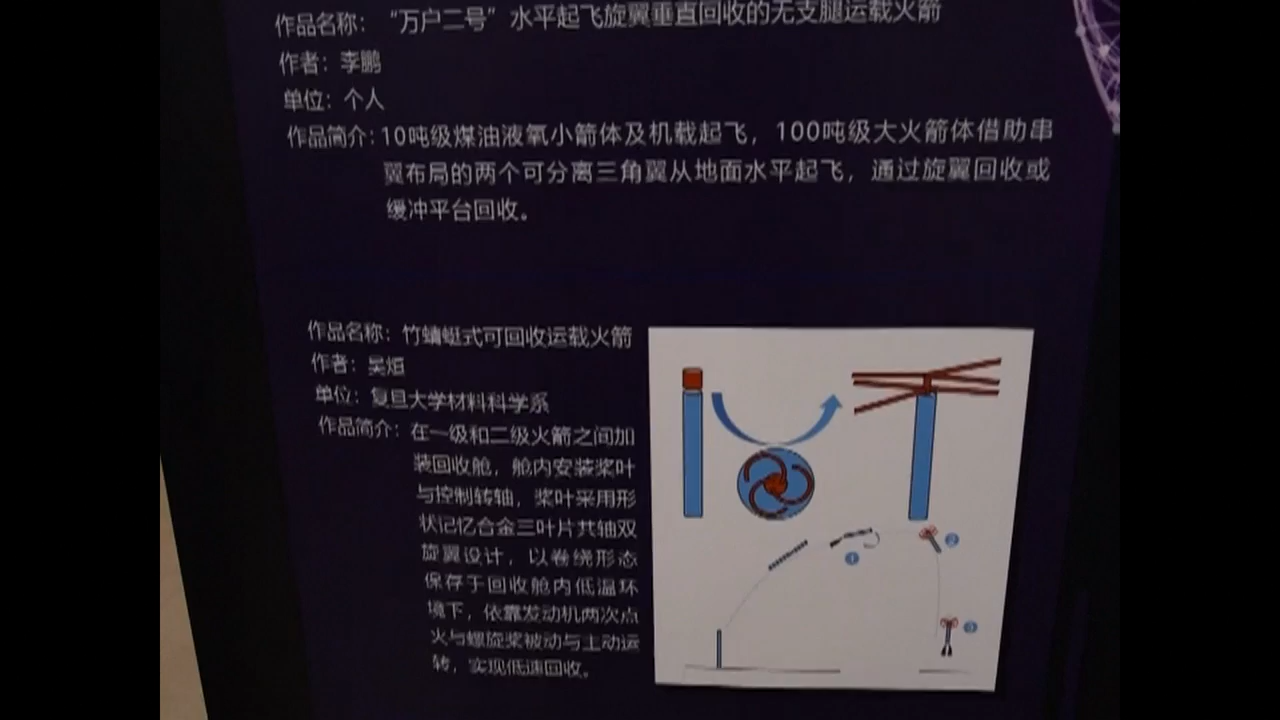 作品名称：“万户二号”水平起飞旋翼垂直回收的无支腿运载火箭
作者：李鹏
单位：个人
作品简介：10吨级煤油液氧小箭体及机载起飞，100吨级大火箭体借助串
翼布局的两个可分离三角翼从地面水平起飞，通过旋翼回收或
缓冲平台回收。
作品名称：竹蜻蜓式可回收运载火箭
作者：吴烜
单位：复旦大学材料科学系
作品简介：在一级和二级火箭之间加
装回收舱，舱内安装桨叶
与控制转轴，桨叶采用形
状记忆合金三叶片共轴双
旋翼设计，以卷绕形态
保存于回收舱内低温环
境下，依靠发动机两次点
火与螺旋桨被动与主动运
转，实现低速回收。
1
2
3